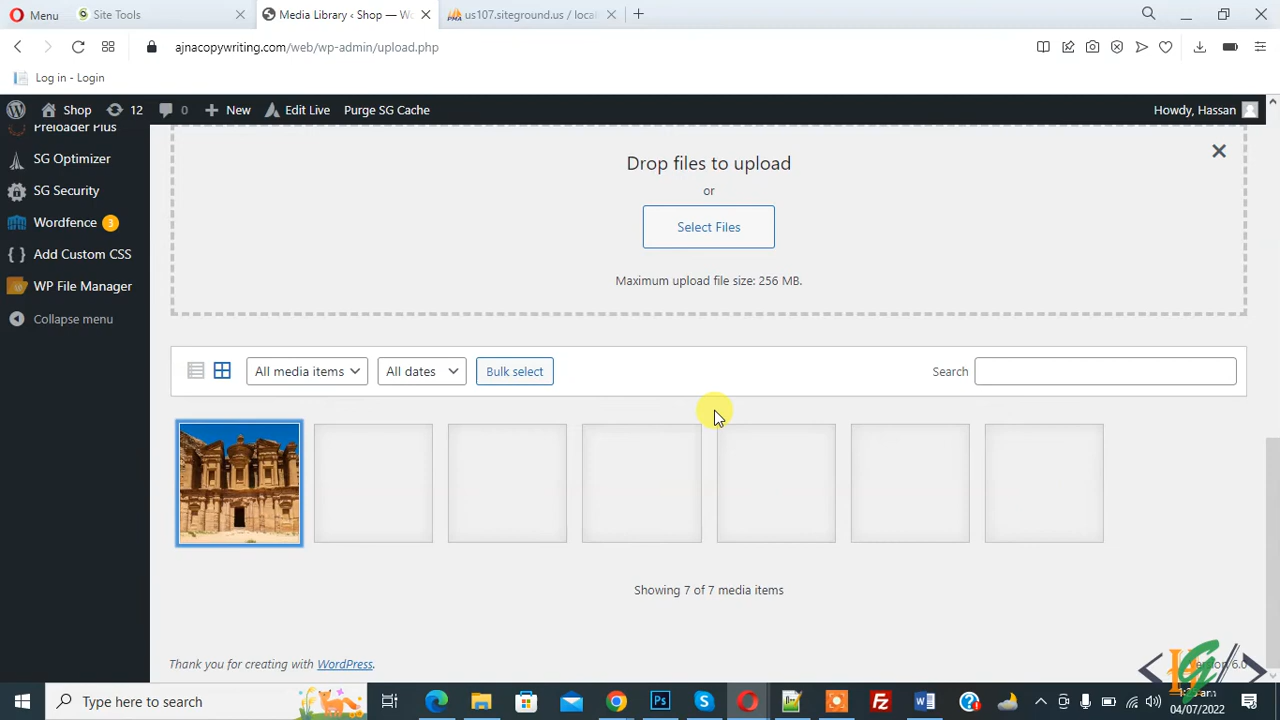 Menu
Site Tools
Media Library ‹ Shop — Wo
us107.siteground.us / loca
ajnacopywriting.com/web/wp-admin/upload.php
Log in - Login
Shop
12
0
New
Edit Live
Purge SG Cache
Howdy, Hassan
Preloader Plus
SG Optimizer
SG Security
Wordfence 3
Add Custom CSS
WP File Manager
Collapse menu
Drop files to upload
or
Select Files
Maximum upload file size: 256 MB.
All media items
All dates
Bulk select
Search
Showing 7 of 7 media items
Thank you for creating with WordPress.
6.0
Type here to search
04/07/2022